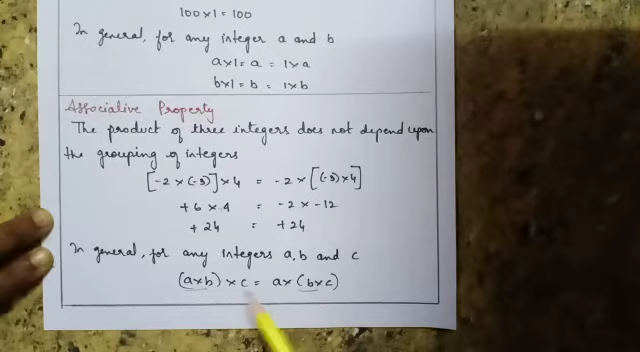 100×1 = 100
In general, for any integer a and b
a×1 = a = 1×a
b×1 = b = 1×b
Associative Property
The product of three integers does not depend upon
the grouping of integers
[-2 × (-3)] × 4 = -2 × [(-3) × 4]
+6 × 4 = -2 × -12
+24 = +24
In general, for any integers a, b and c
(a×b) × c = a× (b×c)